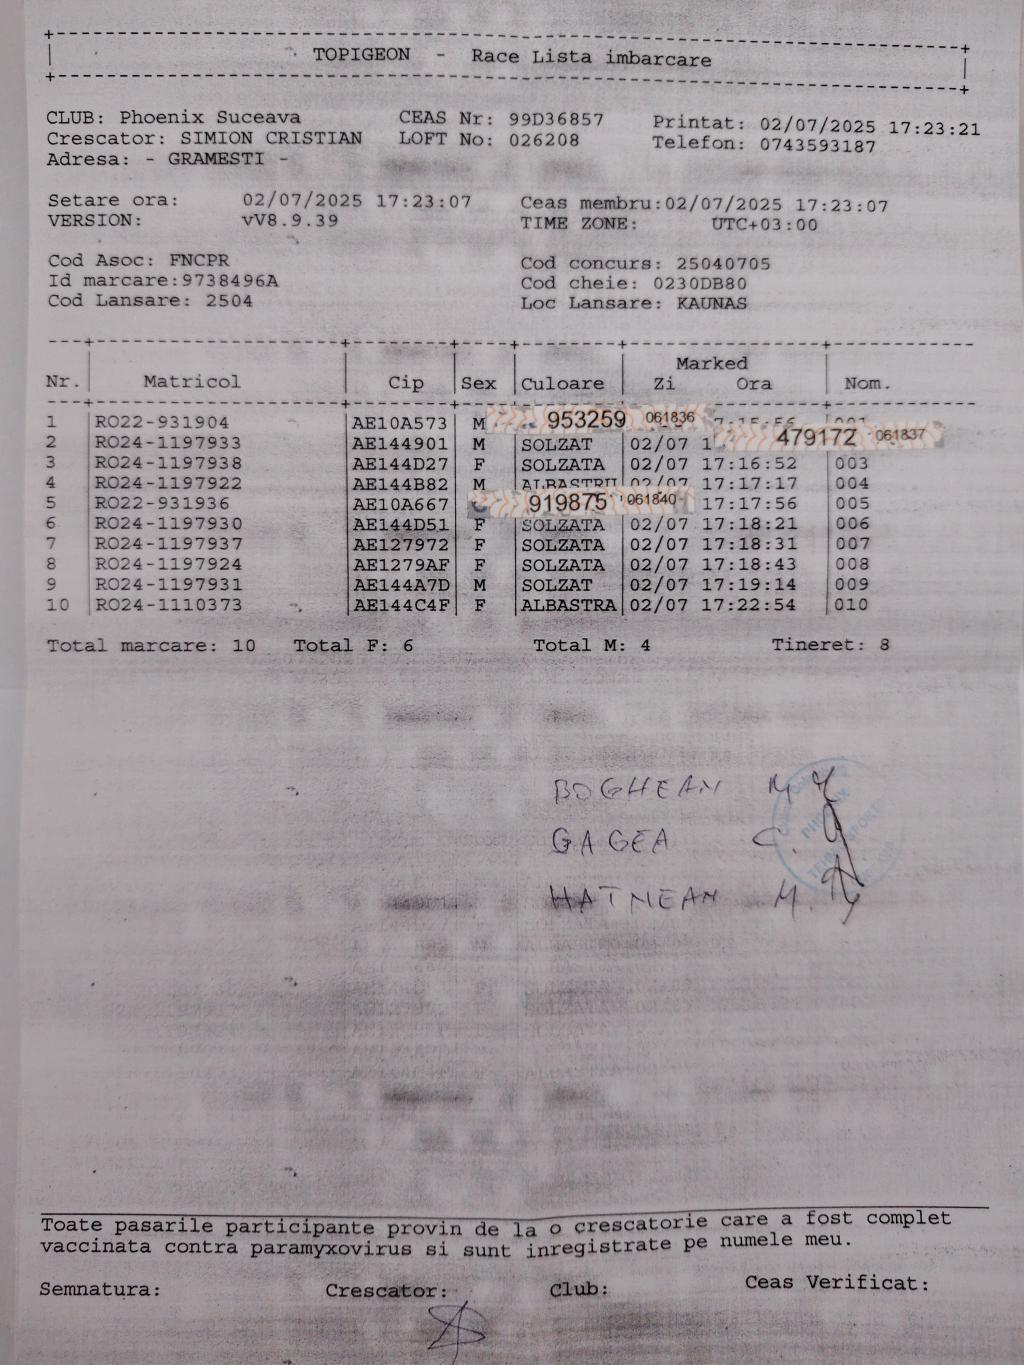 TOPIGEON - Race Lista imbarcare
CLUB: Phoenix Suceava CEAS Nr: 99D36857 Printat: 02/07/2025 17:23:21
Crescator: SIMION CRISTIAN LOFT No: 026208 Telefon: 0743593187
Adresa: - GRAMESTI -
Setare ora: 02/07/2025 17:23:07 Ceas membru:02/07/2025 17:23:07
VERSION: vV8.9.39 TIME ZONE: UTC+03:00
Cod Asoc: FNCPR Cod concurs: 25040705
Id marcare:9738496A Cod cheie: 0230DB80
Cod Lansare: 2504 Loc Lansare: KAUNAS
Marked
Nr. Matricol Cip Sex Culoare Zi Ora Nom.
1 RO22-931904 AE10A573 M 953259 061836
2 RO24-1197933 AE144901 M SOLZAT 02/07 1 479172 061837
3 RO24-1197938 AE144D27 F SOLZATA 02/07 17:16:52 003
4 RO24-1197922 AE144B82 M 02/07 17:17:17 004
5 RO22-931936 AE10A667 919875 061840 17:17:56 005
6 RO24-1197930 AE144D51 F SOLZATA 02/07 17:18:21 006
7 RO24-1197937 AE127972 F SOLZATA 02/07 17:18:31 007
8 RO24-1197924 AE1279AF F SOLZATA 02/07 17:18:43 008
9 RO24-1197931 AE144A7D M SOLZAT 02/07 17:19:14 009
10 RO24-1110373 AE144C4F F ALBASTRA 02/07 17:22:54 010
Total marcare: 10 Total F: 6 Total M: 4 Tineret: 8
BOGHEAN M
GAGEA C.
HATNEAN M.
Toate pasarile participante provin de la o crescatorie care a fost complet
vaccinata contra paramyxovirus si sunt inregistrate pe numele meu.
Semnatura: Crescator: Club: Ceas Verificat: